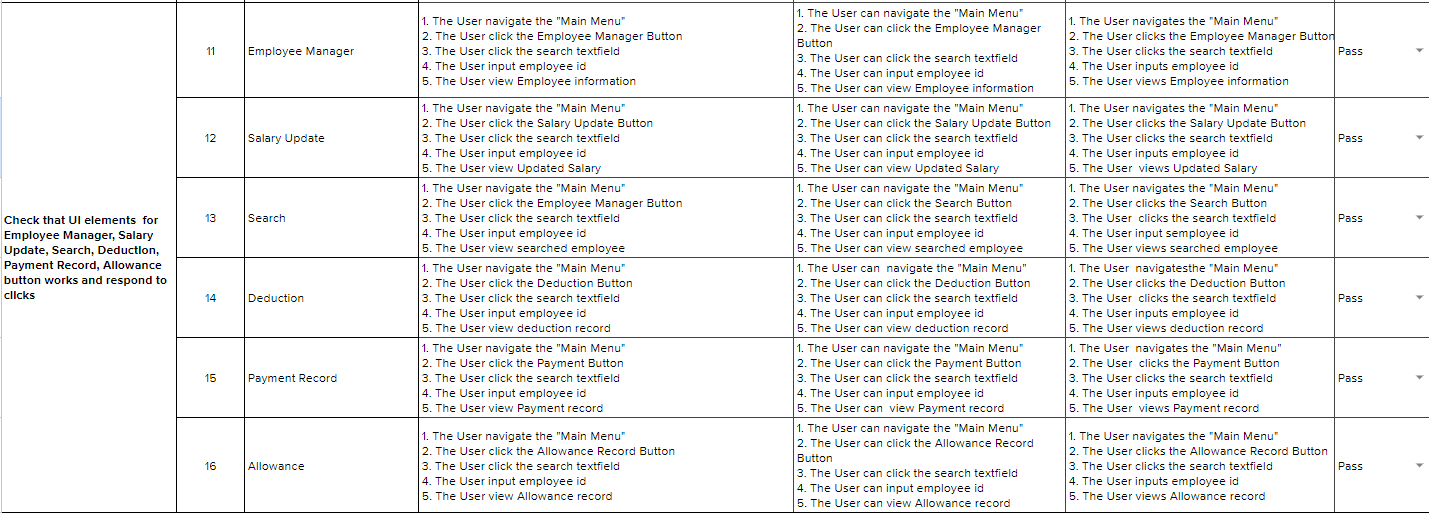 Check that UI elements  for
Employee Manager, Salary
Update, Search, Deduction,
Payment Record, Allowance
button works and respond to
clicks
11
Employee Manager
1. The User navigate the "Main Menu"
2. The User click the Employee Manager Button
3. The User click the search textfield
4. The User input employee id
5. The User view Employee information
1. The User can navigate the "Main Menu"
2. The User can click the Employee Manager
Button
3. The User can click the search textfield
4. The User can input employee id
5. The User can view Employee information
1. The User navigates the "Main Menu"
2. The User clicks the Employee Manager Button
3. The User clicks the search textfield
4. The User inputs employee id
5. The User views Employee information
Pass
12
Salary Update
1. The User navigate the "Main Menu"
2. The User click the Salary Update Button
3. The User click the search textfield
4. The User input employee id
5. The User view Updated Salary
1. The User can navigate the "Main Menu"
2. The User can click the Salary Update Button
3. The User can click the search textfield
4. The User can input employee id
5. The User can view Updated Salary
1. The User navigates the "Main Menu"
2. The User clicks the Salary Update Button
3. The User clicks the search textfield
4. The User inputs employee id
5. The User  views Updated Salary
Pass
13
Search
1. The User navigate the "Main Menu"
2. The User click the Employee Manager Button
3. The User click the search textfield
4. The User input employee id
5. The User view searched employee
1. The User can navigate the "Main Menu"
2. The User can click the Search Button
3. The User can click the search textfield
4. The User can input employee id
5. The User can view searched employee
1. The User navigates the "Main Menu"
2. The User clicks the Search Button
3. The User  clicks the search textfield
4. The User input semployee id
5. The User views searched employee
Pass
14
Deduction
1. The User navigate the "Main Menu"
2. The User click the Deduction Button
3. The User click the search textfield
4. The User input employee id
5. The User view deduction record
1. The User can  navigate the "Main Menu"
2. The User can click the Deduction Button
3. The User can click the search textfield
4. The User can input employee id
5. The User can view deduction record
1. The User  navigatesthe "Main Menu"
2. The User clicks the Deduction Button
3. The User  clicks the search textfield
4. The User inputs employee id
5. The User views deduction record
Pass
15
Payment Record
1. The User navigate the "Main Menu"
2. The User click the Payment Button
3. The User click the search textfield
4. The User input employee id
5. The User view Payment record
1. The User can navigate the "Main Menu"
2. The User can click the Payment Button
3. The User can click the search textfield
4. The User can input employee id
5. The User can  view Payment record
1. The User  navigates the "Main Menu"
2. The User  clicks the Payment Button
3. The User clicks the search textfield
4. The User inputs employee id
5. The User  views Payment record
Pass
16
Allowance
1. The User navigate the "Main Menu"
2. The User click the Allowance Record Button
3. The User click the search textfield
4. The User input employee id
5. The User view Allowance record
1. The User can navigate the "Main Menu"
2. The User can click the Allowance Record
Button
3. The User can click the search textfield
4. The User can input employee id
5. The User can view Allowance record
1. The User navigates the "Main Menu"
2. The User clicks the Allowance Record Button
3. The User clicks the search textfield
4. The User inputs employee id
5. The User views Allowance record
Pass